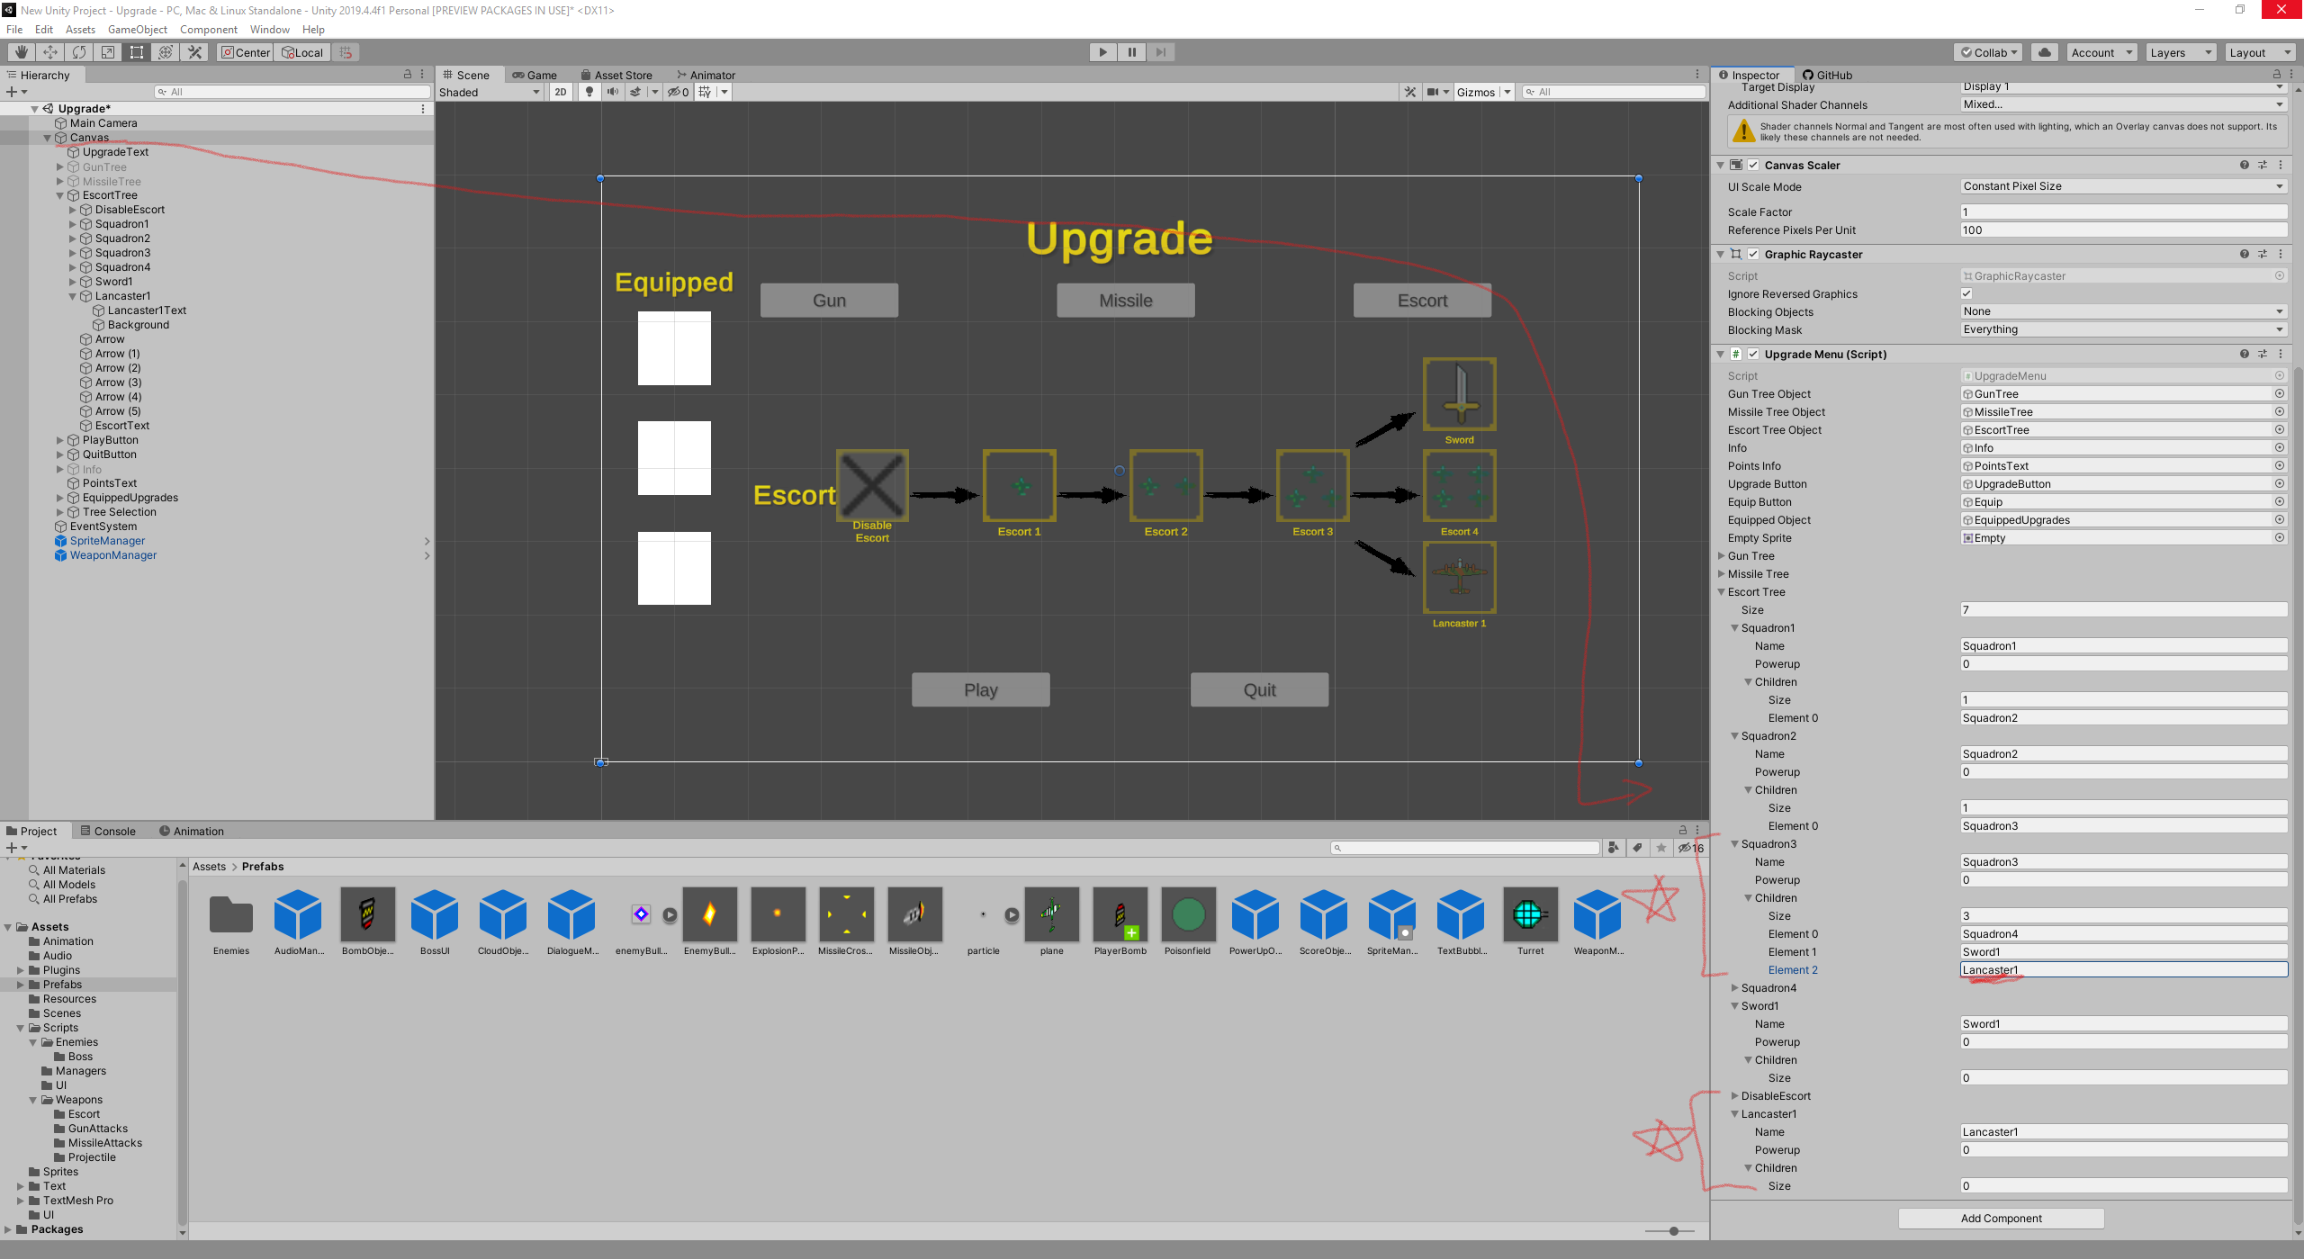 New Unity Project - Upgrade - PC, Mac & Linux Standalone - Unity 2019.4.4f1 Personal [PREVIEW PACKAGES IN USE]* <DX11>
File Edit Assets GameObject Component Window Help
Center Local Collab Account Layers Layout
Hierarchy
All
Upgrade*
Main Camera
Canvas
UpgradeText
GunTree
MissileTree
EscortTree
DisableEscort
Squadron1
Squadron2
Squadron3
Squadron4
Sword1
Lancaster1
Lancaster1Text
Background
Arrow
Arrow (1)
Arrow (2)
Arrow (3)
Arrow (4)
Arrow (5)
EscortText
PlayButton
QuitButton
Info
PointsText
EquippedUpgrades
Tree Selection
EventSystem
SpriteManager
WeaponManager
Scene Game Asset Store Animator
Shaded 2D 0 Gizmos All
Upgrade
Equipped
Gun Missile Escort
Sword
Escort
Disable
Escort
Escort 1 Escort 2 Escort 3 Escort 4
Lancaster 1
Play Quit
Project Console Animation
16
Favorites
All Materials
All Models
All Prefabs
Assets
Animation
Audio
Plugins
Prefabs
Resources
Scenes
Scripts
Enemies
Boss
Managers
UI
Weapons
Escort
GunAttacks
MissileAttacks
Projectile
Sprites
Text
TextMesh Pro
UI
Packages
Assets > Prefabs
Enemies AudioMan... BombObje... BossUI CloudObje... DialogueM... enemyBull... EnemyBull... ExplosionP... MissileCros... MissileObj... particle plane PlayerBomb Poisonfield PowerUpO... ScoreObje... SpriteMan... TextBubbl... Turret WeaponM...
Inspector GitHub
Target Display Display 1
Additional Shader Channels Mixed...
Shader channels Normal and Tangent are most often used with lighting, which an Overlay canvas does not support. Its
likely these channels are not needed.
Canvas Scaler
UI Scale Mode Constant Pixel Size
Scale Factor 1
Reference Pixels Per Unit 100
Graphic Raycaster
Script GraphicRaycaster
Ignore Reversed Graphics
Blocking Objects None
Blocking Mask Everything
# Upgrade Menu (Script)
Script UpgradeMenu
Gun Tree Object GunTree
Missile Tree Object MissileTree
Escort Tree Object EscortTree
Info Info
Points Info PointsText
Upgrade Button UpgradeButton
Equip Button Equip
Equipped Object EquippedUpgrades
Empty Sprite Empty
Gun Tree
Missile Tree
Escort Tree
Size 7
Squadron1
Name Squadron1
Powerup 0
Children
Size 1
Element 0 Squadron2
Squadron2
Name Squadron2
Powerup 0
Children
Size 1
Element 0 Squadron3
Squadron3
Name Squadron3
Powerup 0
Children
Size 3
Element 0 Squadron4
Element 1 Sword1
Element 2 Lancaster1
Squadron4
Sword1
Name Sword1
Powerup 0
Children
Size 0
DisableEscort
Lancaster1
Name Lancaster1
Powerup 0
Children
Size 0
Add Component